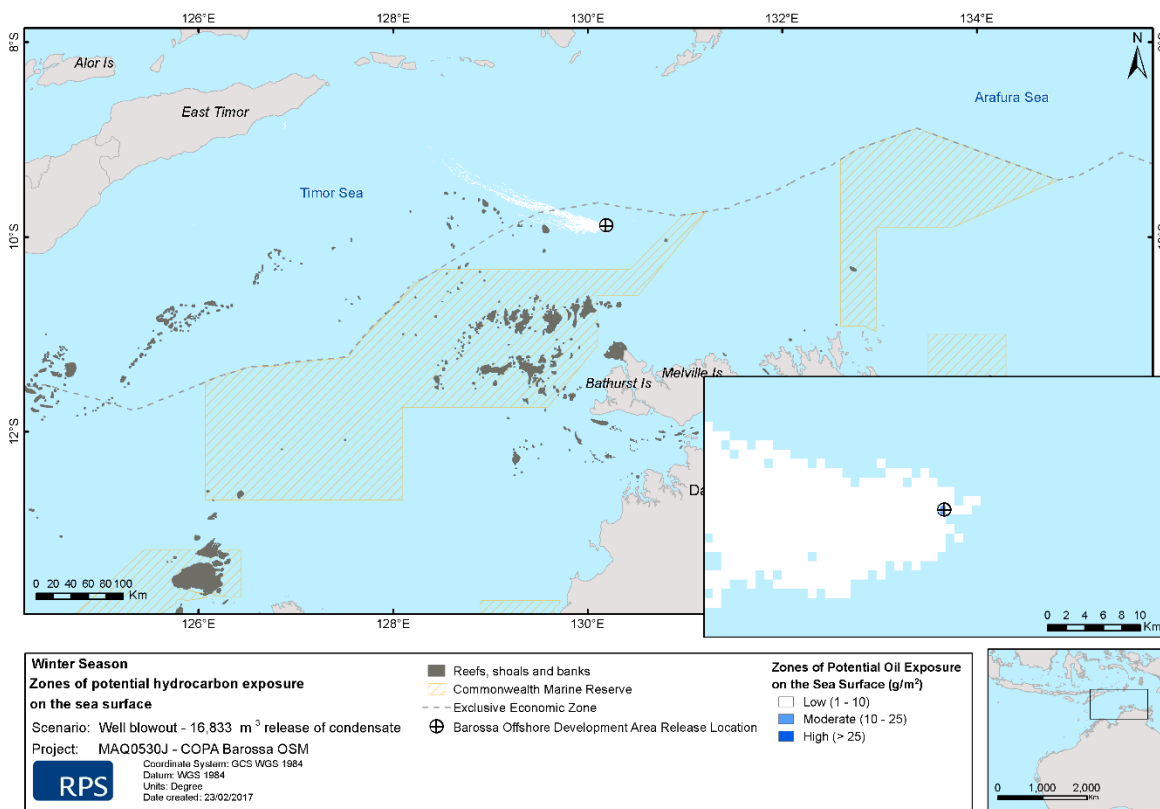 126°E 128°E 130°E 132°E 134°E
8°S
N
Alor Is
East Timor
Arafura Sea
Timor Sea
10°S
Melville Is
Bathurst Is
12°S
0 20 40 60 80 100
Km
0 2 4 6 8 10
Km
126°E 128°E 130°E
Winter Season
Zones of potential hydrocarbon exposure
on the sea surface
Scenario: Well blowout - 16,833 m³ release of condensate
Project: MAQ0530J - COPA Barossa OSM
RPS
Coordinate System: GCS WGS 1984
Datum: WGS 1984
Units: Degree
Date created: 23/02/2017
Reefs, shoals and banks
Commonwealth Marine Reserve
Exclusive Economic Zone
Barossa Offshore Development Area Release Location
Zones of Potential Oil Exposure
on the Sea Surface (g/m²)
Low (1 - 10)
Moderate (10 - 25)
High (> 25)
0 1,000 2,000
Km